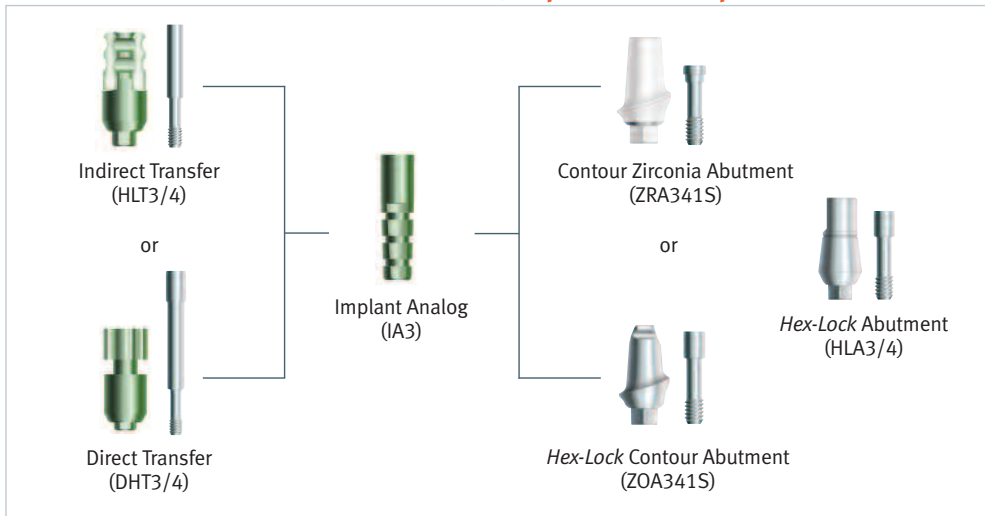 Indirect Transfer
(HLT3/4)
or
Direct Transfer
(DHT3/4)
Implant Analog
(IA3)
Contour Zirconia Abutment
(ZRA341S)
or
Hex-Lock Contour Abutment
(ZOA341S)
Hex-Lock Abutment
(HLA3/4)